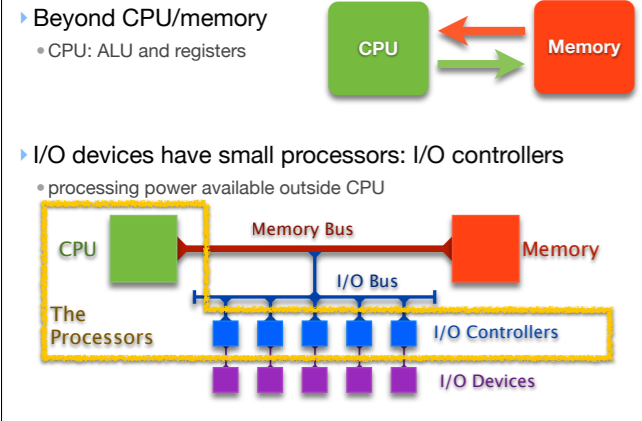 Beyond CPU/memory
CPU: ALU and registers
CPU
Memory
I/O devices have small processors: I/O controllers
processing power available outside CPU
Memory Bus
CPU
Memory
I/O Bus
The
Processors
I/O Controllers
I/O Devices